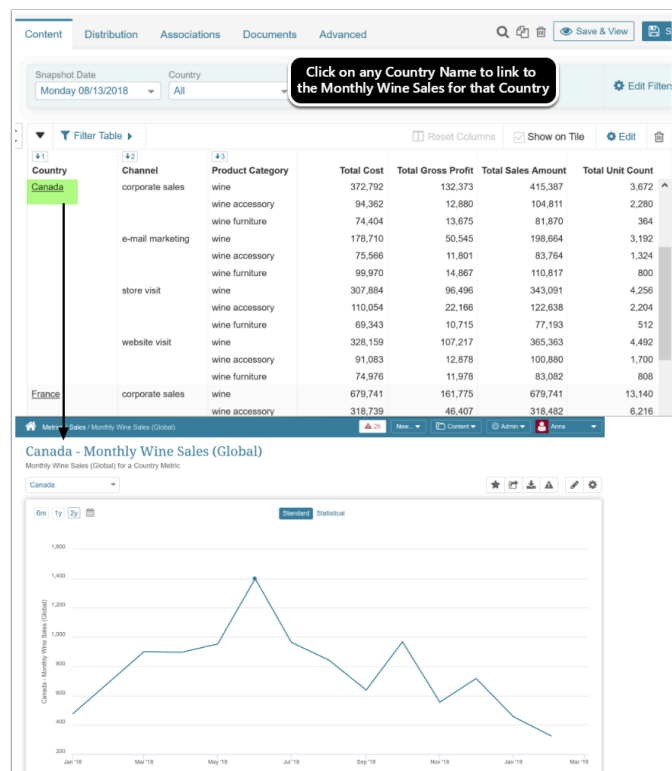 Content Distribution Associations Documents Advanced Save & View S
Snapshot Date Country
Monday 08/13/2018 All
Click on any Country Name to link to
the Monthly Wine Sales for that Country
Edit Filters
Filter Table Reset Columns Show on Tile Edit
1 2 3
Country Channel Product Category Total Cost Total Gross Profit Total Sales Amount Total Unit Count
Canada corporate sales wine 372,792 132,373 415,387 3,672
wine accessory 94,362 12,880 104,811 2,280
wine furniture 74,404 13,675 81,870 364
e-mail marketing wine 178,710 50,545 198,664 3,192
wine accessory 75,566 11,801 83,764 1,324
wine furniture 99,970 14,867 110,817 800
store visit wine 307,884 96,496 343,091 4,256
wine accessory 110,054 22,166 122,638 2,204
wine furniture 69,343 10,715 77,193 512
website visit wine 328,159 107,217 365,363 4,492
wine accessory 91,083 12,878 100,880 1,700
wine furniture 74,976 11,978 83,082 808
France corporate sales wine 679,741 161,775 679,741 13,140
wine accessory 318,739 46,407 318,482 6,216
Sales / Monthly Wine Sales (Global) 25 New... Content Admin Anna
Canada - Monthly Wine Sales (Global)
Monthly Wine Sales (Global) for a Country Metric
Canada
6m 1y 2y Standard Statistical
Canada - Monthly Wine Sales (Global)
1,600
1,400
1,200
1,000
800
600
400
200
Jan '18 Mar '18 May '18 Jul '18 Sep '18 Nov '18 Jan '19 Mar '19